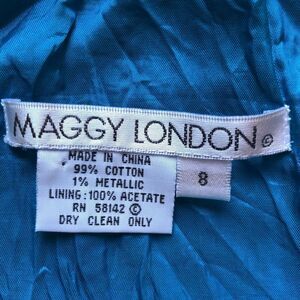 MAGGY LONDON ©
MADE IN CHINA
99% COTTON
1% METALLIC
LINING: 100% ACETATE
RN 58142 ©
DRY CLEAN ONLY
8